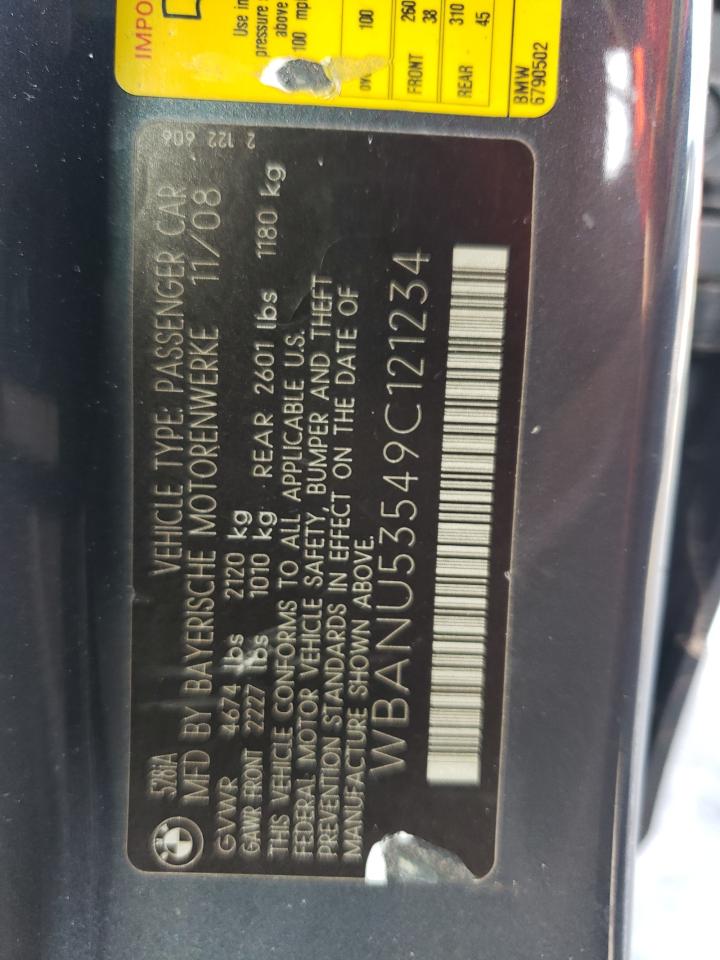 IMPO
Use in
pressure s
above
100 mph
100
FRONT 260
38
REAR 310
45
BMW
6790502
2 122 606
528iA VEHICLE TYPE: PASSENGER CAR
MFD BY BAYERISCHE MOTORENWERKE 11/08
GVWR 4674 lbs 2120 kg
GAWR FRONT 2227 lbs 1010 kg REAR 2601 lbs 1180 kg
THIS VEHICLE CONFORMS TO ALL APPLICABLE U.S.
FEDERAL MOTOR VEHICLE SAFETY, BUMPER AND THEFT
PREVENTION STANDARDS IN EFFECT ON THE DATE OF
MANUFACTURE SHOWN ABOVE.
WBANU53549C121234